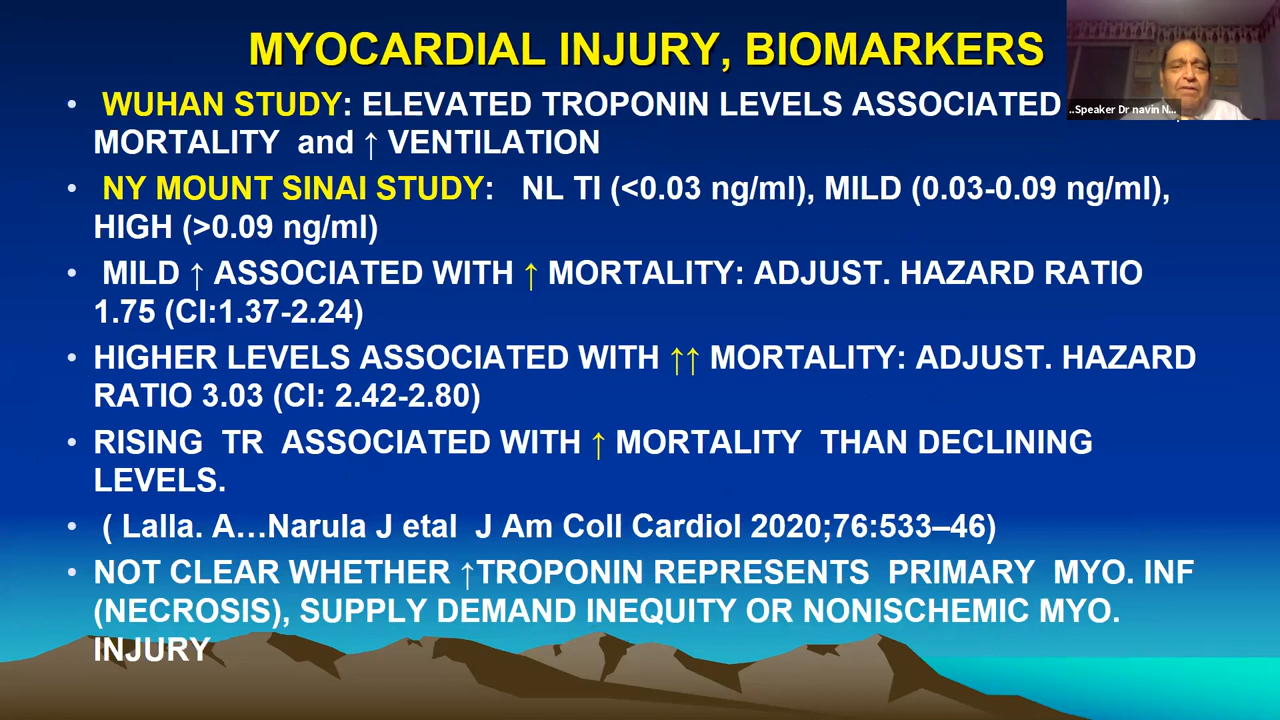 MYOCARDIAL INJURY, BIOMARKERS
..Speaker Dr navin N...
• WUHAN STUDY: ELEVATED TROPONIN LEVELS ASSOCIATED
MORTALITY and ↑ VENTILATION
• NY MOUNT SINAI STUDY: NL TI (<0.03 ng/ml), MILD (0.03-0.09 ng/ml),
HIGH (>0.09 ng/ml)
• MILD ↑ ASSOCIATED WITH ↑ MORTALITY: ADJUST. HAZARD RATIO
1.75 (CI:1.37-2.24)
• HIGHER LEVELS ASSOCIATED WITH ↑↑ MORTALITY: ADJUST. HAZARD
RATIO 3.03 (CI: 2.42-2.80)
• RISING TR ASSOCIATED WITH ↑ MORTALITY THAN DECLINING
LEVELS.
• ( Lalla. A…Narula J etal J Am Coll Cardiol 2020;76:533–46)
• NOT CLEAR WHETHER ↑TROPONIN REPRESENTS PRIMARY MYO. INF
(NECROSIS), SUPPLY DEMAND INEQUITY OR NONISCHEMIC MYO.
INJURY